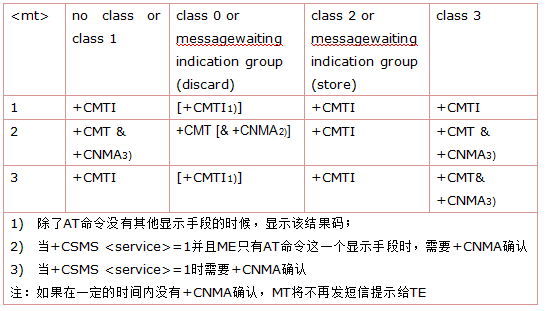 <mt> no class or class 0 or class 2 or class 3
class 1 messagewaiting messagewaiting
indication group indication group
(discard) (store)
1 +CMTI [+CMTI1)] +CMTI +CMTI
2 +CMT & +CMT [& +CNMA2)] +CMTI +CMT &
+CNMA3) +CNMA3)
3 +CMTI [+CMTI1)] +CMTI +CMT&
+CNMA3)
1) 除了AT命令没有其他显示手段的时候，显示该结果码；
2) 当+CSMS <service>=1并且ME只有AT命令这一个显示手段时，需要+CNMA确认
3) 当+CSMS <service>=1时需要+CNMA确认
注：如果在一定的时间内没有+CNMA确认，MT将不再发短信提示给TE